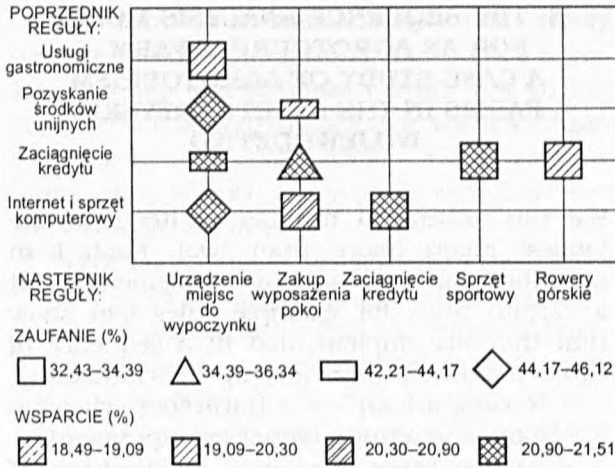 POPRZEDNIK
REGUŁY:
Usługi
gastronomiczne
Pozyskanie
środków
unijnych
Zaciągnięcie
kredytu
Internet i sprzęt
komputerowy
NASTĘPNIK
REGUŁY:
Urządzenie
miejsc
do
wypoczynku
Zakup
wyposażenia
pokoi
Zaciągnięcie
kredytu
Sprzęt
sportowy
Rowery
górskie
ZAUFANIE (%)
32,43–34,39 34,39–36,34 42,21–44,17 44,17–46,12
WSPARCIE (%)
18,49–19,09 19,09–20,30 20,30–20,90 20,90–21,51